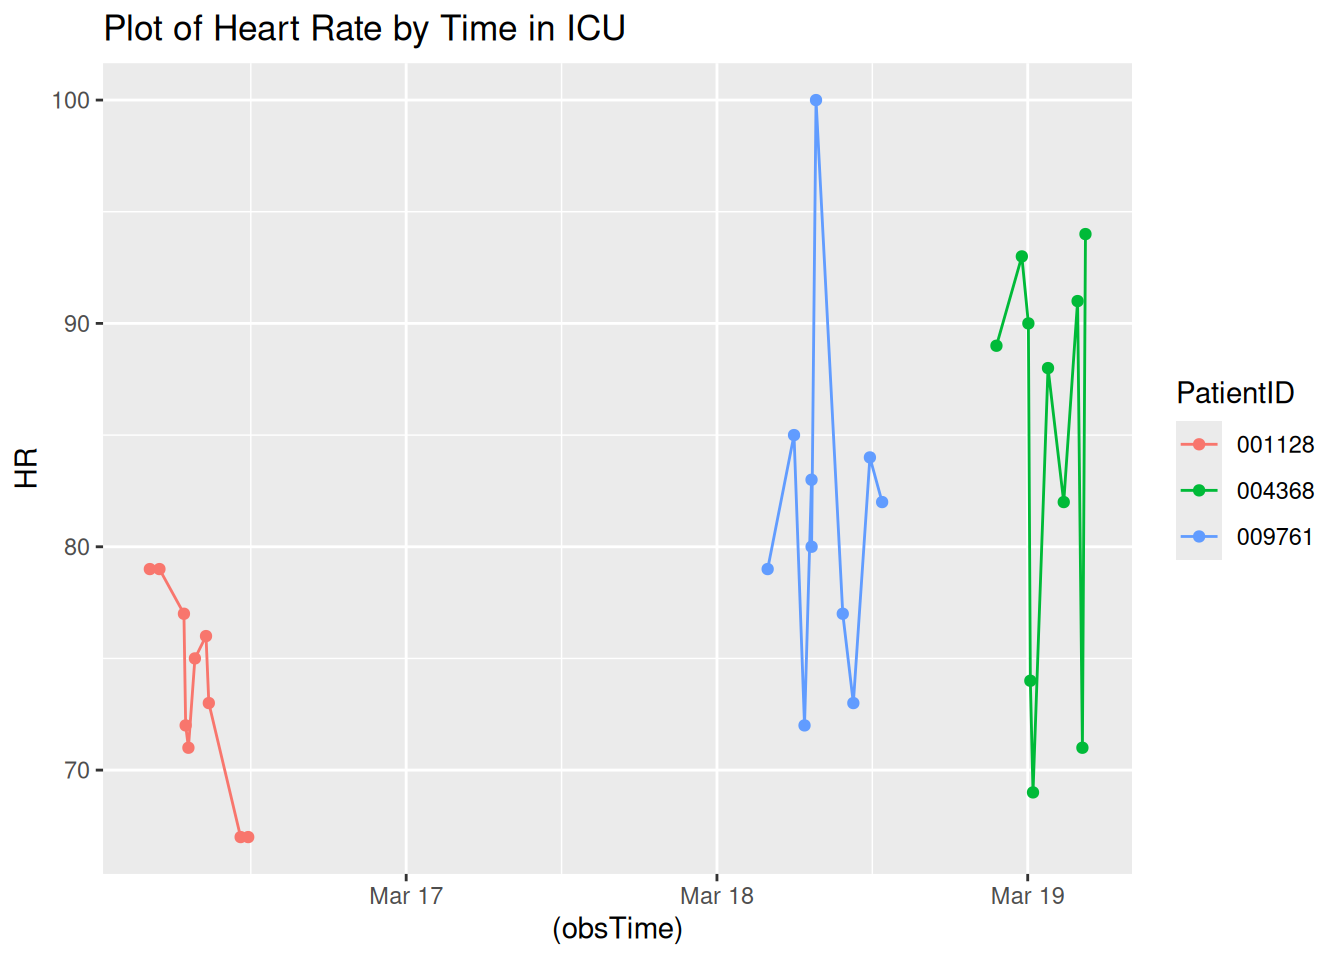 Plot of Heart Rate by Time in ICU
100
90
80
70
HR
Mar 17
Mar 18
Mar 19
(obsTime)
PatientID
001128
004368
009761